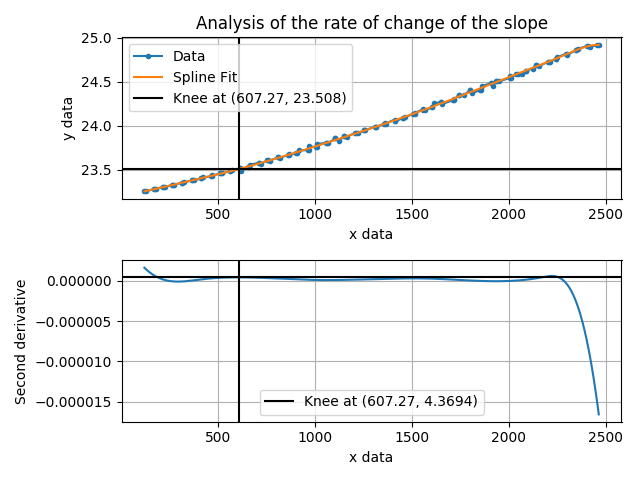 Analysis of the rate of change of the slope
25.0
24.5
24.0
23.5
y data
Data
Spline Fit
Knee at (607.27, 23.508)
500 1000 1500 2000 2500
x data
0.000000
−0.000005
−0.000010
−0.000015
Second derivative
Knee at (607.27, 4.3694)
500 1000 1500 2000 2500
x data